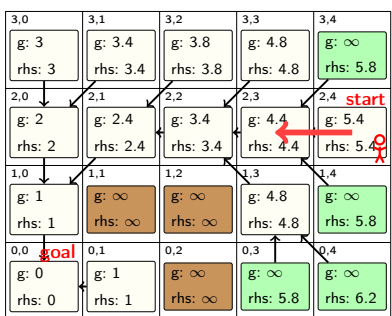 3,0 3,1 3,2 3,3 3,4
g: 3 g: 3.4 g: 3.8 g: 4.8 g: ∞
rhs: 3 rhs: 3.4 rhs: 3.8 rhs: 4.8 rhs: 5.8
2,0 2,1 2,2 2,3 2,4 start
g: 2 g: 2.4 g: 3.4 g: 4.4 g: 5.4
rhs: 2 rhs: 2.4 rhs: 3.4 rhs: 4.4 rhs: 5.4
1,0 1,1 1,2 1,3 1,4
g: 1 g: ∞ g: ∞ g: 4.8 g: ∞
rhs: 1 rhs: ∞ rhs: ∞ rhs: 4.8 rhs: 5.8
0,0 goal 0,1 0,2 0,3 0,4
g: 0 g: 1 g: ∞ g: ∞ g: ∞
rhs: 0 rhs: 1 rhs: ∞ rhs: 5.8 rhs: 6.2